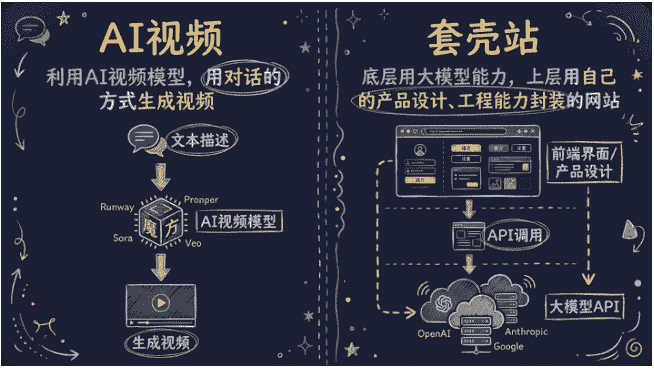 AI视频
利用AI视频模型，用对话的
方式生成视频
文本描述
Runway
Propper
魔方
Sora
Veo
AI视频模型
生成视频
套壳站
底层用大模型能力，上层用自己
的产品设计、工程能力封装的网站
前端界面/
产品设计
API调用
大模型API
OpenAI
Anthropic
Google